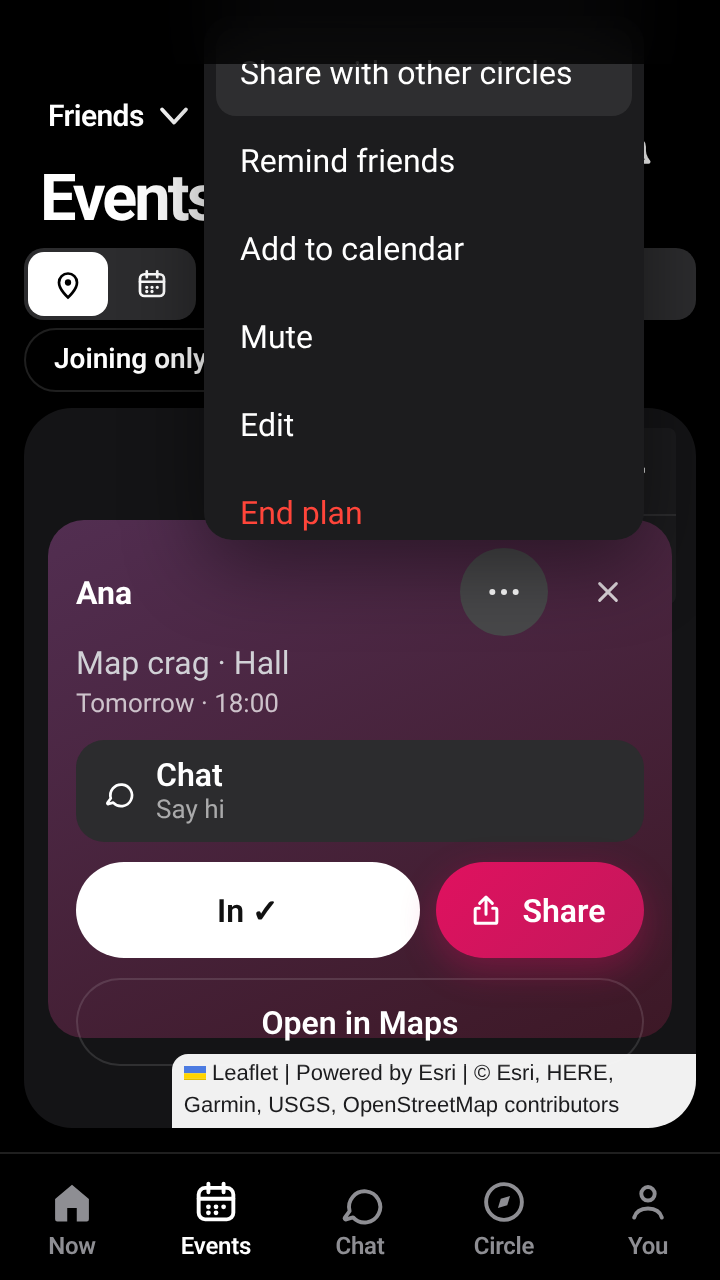 Share with other circles
Friends
Remind friends
Events
Add to calendar
Mute
Joining only
Edit
End plan
Ana
Map crag · Hall
Tomorrow · 18:00
Chat
Say hi
In ✓
Share
Open in Maps
Leaflet | Powered by Esri | © Esri, HERE,
Garmin, USGS, OpenStreetMap contributors
Now
Events
Chat
Circle
You